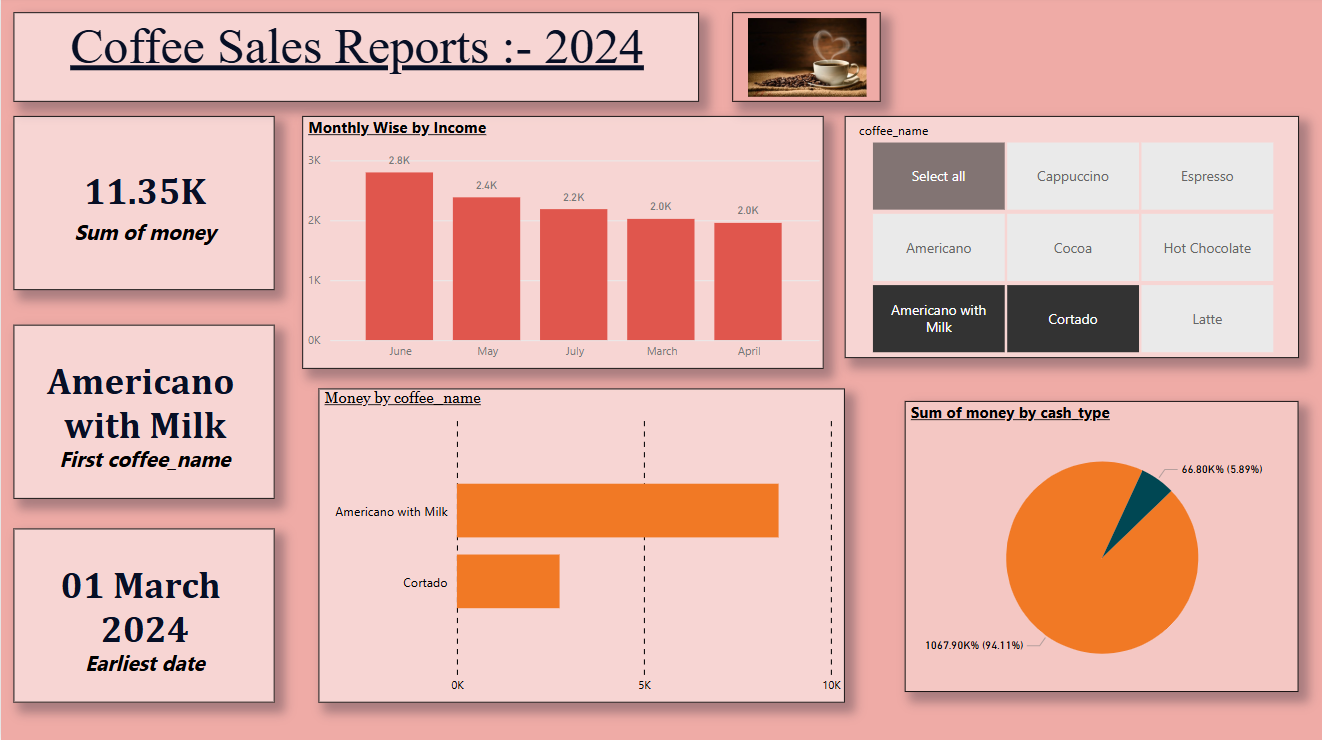 Coffee Sales Reports :- 2024
11.35K
Sum of money
Americano
with Milk
First coffee_name
01 March
2024
Earliest date
Monthly Wise by Income
3K
2K
1K
0K
2.8K
2.4K
2.2K
2.0K
2.0K
June
May
July
March
April
coffee_name
Select all
Cappuccino
Espresso
Americano
Cocoa
Hot Chocolate
Americano with
Milk
Cortado
Latte
Money by coffee_name
Americano with Milk
Cortado
0K
5K
10K
Sum of money by cash_type
66.80K% (5.89%)
1067.90K% (94.11%)